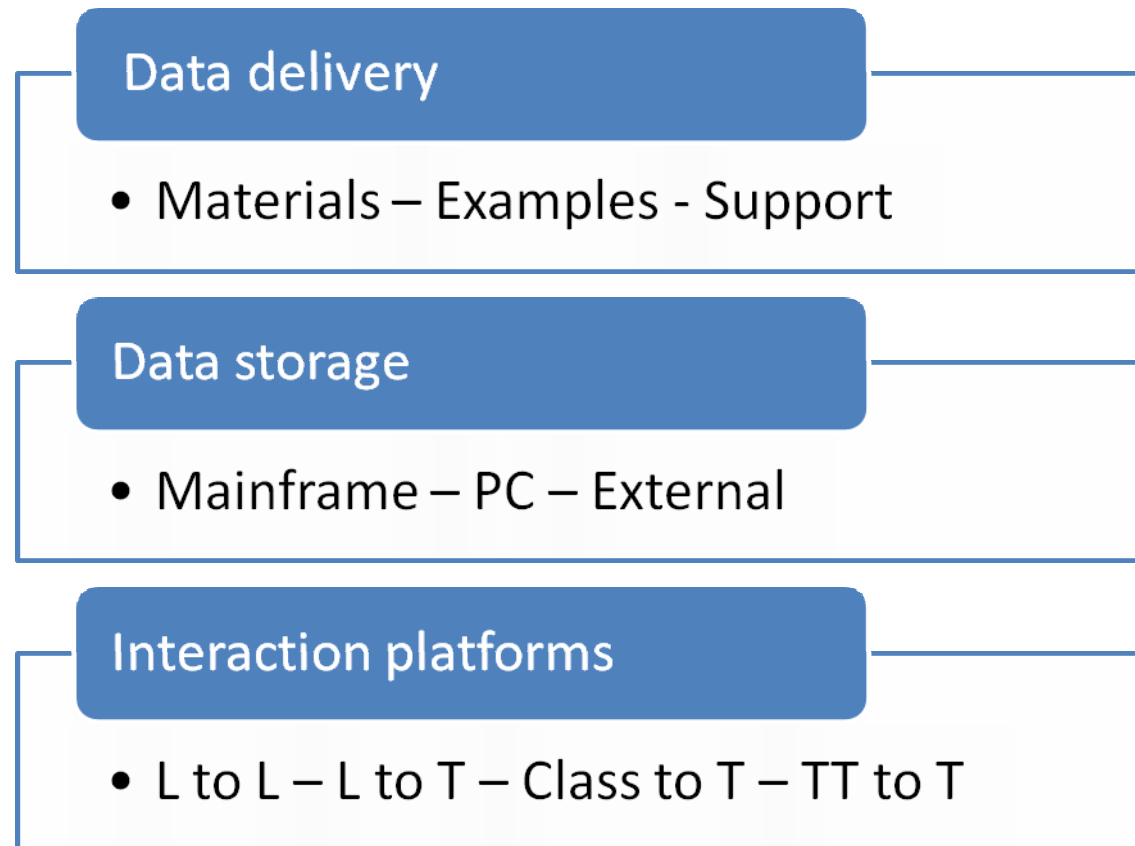 Data delivery
• Materials – Examples - Support
Data storage
• Mainframe – PC – External
Interaction platforms
• L to L – L to T – Class to T – TT to T